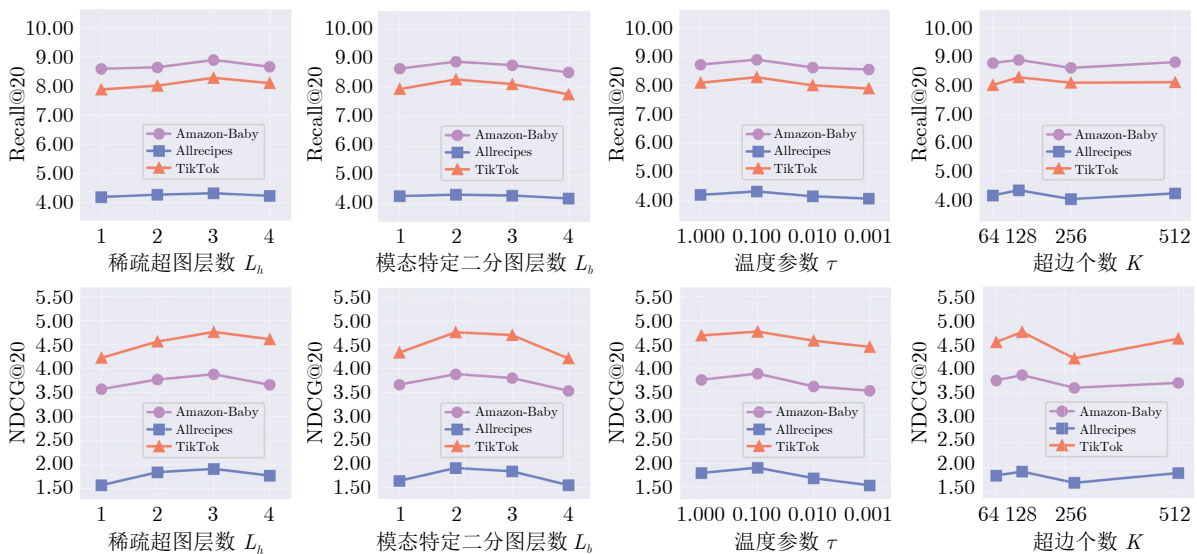 Recall@20
10.00
9.00
8.00
7.00
6.00
5.00
4.00
Amazon-Baby
Allrecipes
TikTok
1 2 3 4
稀疏超图层数 L_h
Recall@20
10.00
9.00
8.00
7.00
6.00
5.00
4.00
Amazon-Baby
Allrecipes
TikTok
1 2 3 4
模态特定二分图层数 L_b
Recall@20
10.00
9.00
8.00
7.00
6.00
5.00
4.00
Amazon-Baby
Allrecipes
TikTok
1.000 0.100 0.010 0.001
温度参数 τ
Recall@20
10.00
9.00
8.00
7.00
6.00
5.00
4.00
Amazon-Baby
Allrecipes
TikTok
64 128 256 512
超边个数 K
NDCG@20
5.50
5.00
4.50
4.00
3.50
3.00
2.50
2.00
1.50
Amazon-Baby
Allrecipes
TikTok
1 2 3 4
稀疏超图层数 L_h
NDCG@20
5.50
5.00
4.50
4.00
3.50
3.00
2.50
2.00
1.50
Amazon-Baby
Allrecipes
TikTok
1 2 3 4
模态特定二分图层数 L_b
NDCG@20
5.50
5.00
4.50
4.00
3.50
3.00
2.50
2.00
1.50
Amazon-Baby
Allrecipes
TikTok
1.000 0.100 0.010 0.001
温度参数 τ
NDCG@20
5.50
5.00
4.50
4.00
3.50
3.00
2.50
2.00
1.50
Amazon-Baby
Allrecipes
TikTok
64 128 256 512
超边个数 K